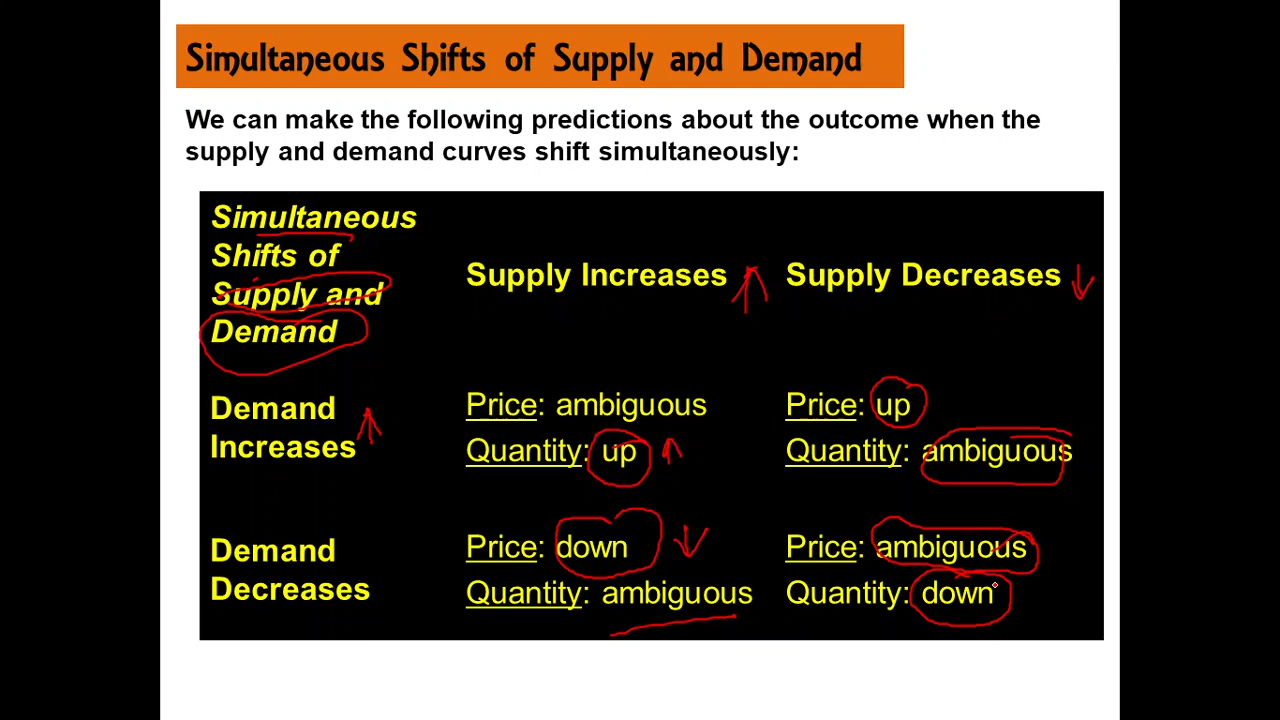 Simultaneous Shifts of Supply and Demand
We can make the following predictions about the outcome when the
supply and demand curves shift simultaneously:
Simultaneous
Shifts of
Supply and
Demand
Supply Increases
Supply Decreases
Demand
Increases
Price: ambiguous
Quantity: up
Price: up
Quantity: ambiguous
Demand
Decreases
Price: down
Quantity: ambiguous
Price: ambiguous
Quantity: down